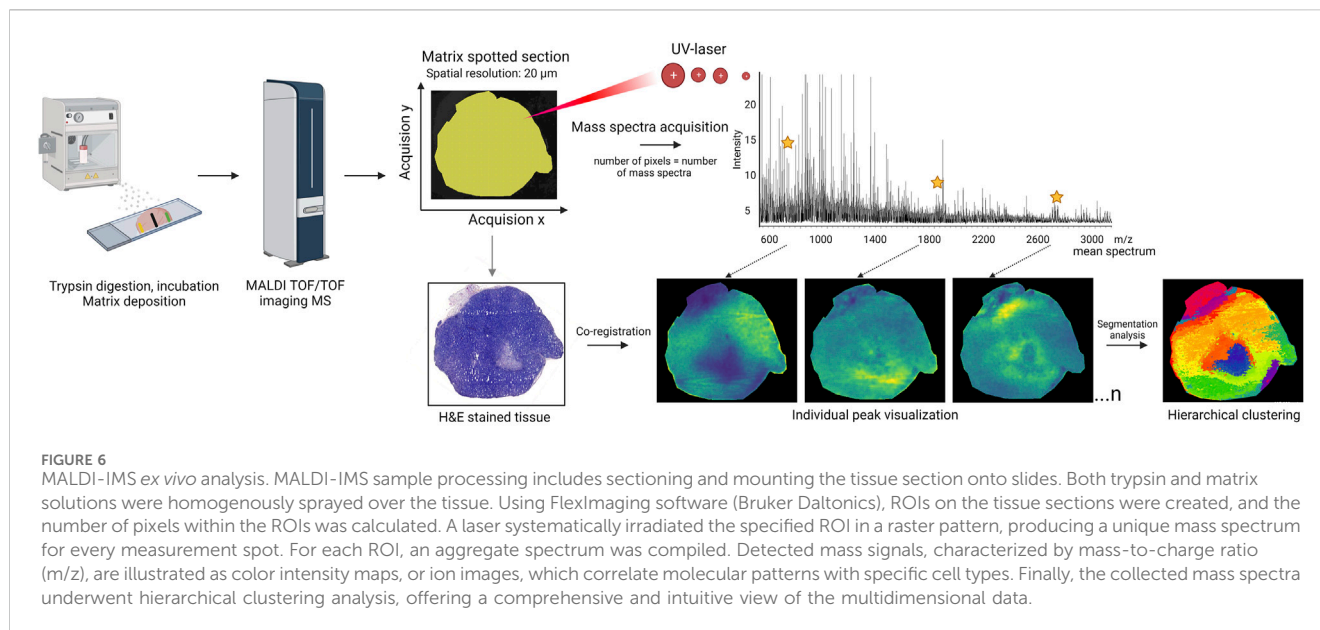 Matrix spotted section
Spatial resolution: 20 µm
UV-laser
+ + + +
Acquision y
Acquision x
Mass spectra acquisition
number of pixels = number
of mass spectra
Intensity
20
15
10
5
600 1000 1400 1800 2200 2600 3000 m/z
mean spectrum
Trypsin digestion, incubation
Matrix deposition
MALDI TOF/TOF
imaging MS
H&E stained tissue
Co-registration
Individual peak visualization
...n
Segmentation
analysis
Hierarchical clustering
FIGURE 6
MALDI-IMS ex vivo analysis. MALDI-IMS sample processing includes sectioning and mounting the tissue section onto slides. Both trypsin and matrix
solutions were homogenously sprayed over the tissue. Using FlexImaging software (Bruker Daltonics), ROIs on the tissue sections were created, and the
number of pixels within the ROIs was calculated. A laser systematically irradiated the specified ROI in a raster pattern, producing a unique mass spectrum
for every measurement spot. For each ROI, an aggregate spectrum was compiled. Detected mass signals, characterized by mass-to-charge ratio
(m/z), are illustrated as color intensity maps, or ion images, which correlate molecular patterns with specific cell types. Finally, the collected mass spectra
underwent hierarchical clustering analysis, offering a comprehensive and intuitive view of the multidimensional data.